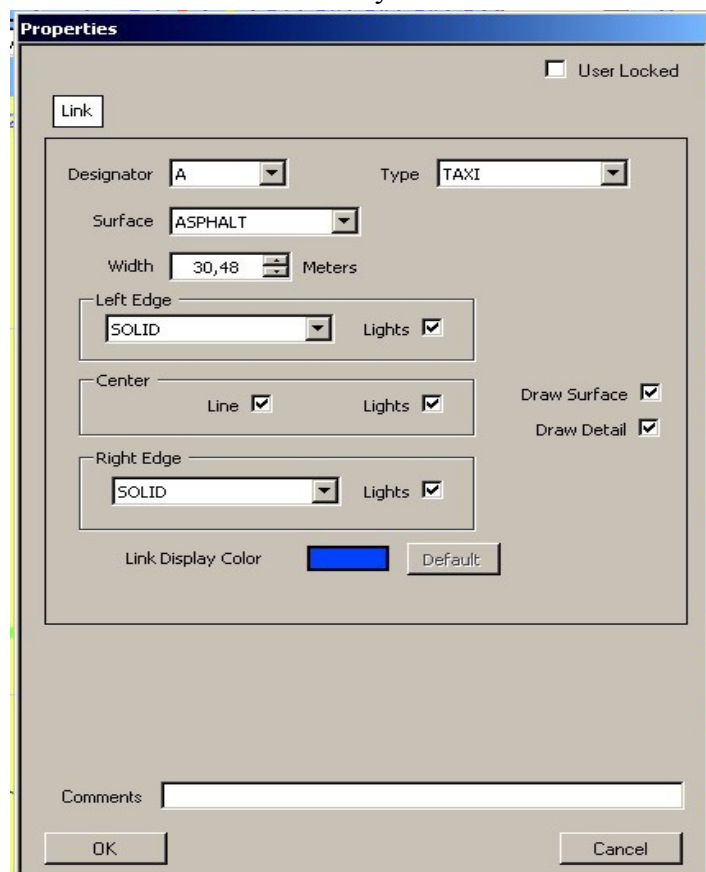 Properties
User Locked
Link
Designator A Type TAXI
Surface ASPHALT
Width 30,48 Meters
Left Edge
SOLID Lights
Center
Line Lights
Draw Surface
Draw Detail
Right Edge
SOLID Lights
Link Display Color Default
Comments
OK Cancel